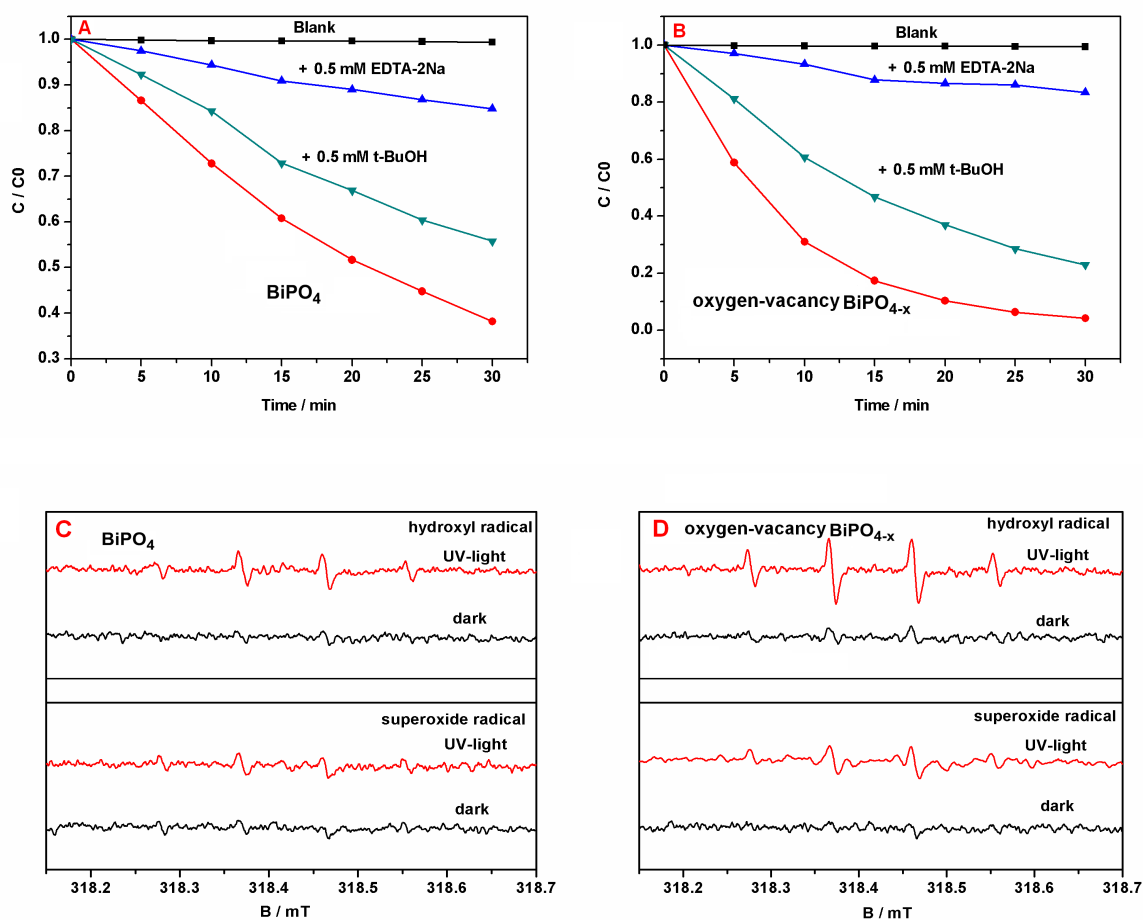 A
Blank
+ 0.5 mM EDTA-2Na
+ 0.5 mM t-BuOH
BiPO4
C / C0
1.0
0.9
0.8
0.7
0.6
0.5
0.4
0.3
0 5 10 15 20 25 30
Time / min
B
Blank
+ 0.5 mM EDTA-2Na
+ 0.5 mM t-BuOH
oxygen-vacancy BiPO4-x
C / C0
1.0
0.8
0.6
0.4
0.2
0.0
0 5 10 15 20 25 30
Time / min
C
BiPO4
hydroxyl radical
UV-light
dark
superoxide radical
UV-light
dark
318.2 318.3 318.4 318.5 318.6 318.7
B / mT
D
oxygen-vacancy BiPO4-x
hydroxyl radical
UV-light
dark
superoxide radical
UV-light
dark
318.2 318.3 318.4 318.5 318.6 318.7
B / mT